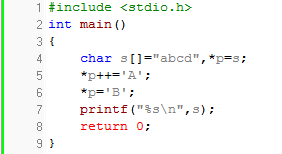 1 #include <stdio.h>
2 int main()
3 {
4     char s[]="abcd",*p=s;
5     *p++='A';
6     *p='B';
7     printf("%s\n",s);
8     return 0;
9 }